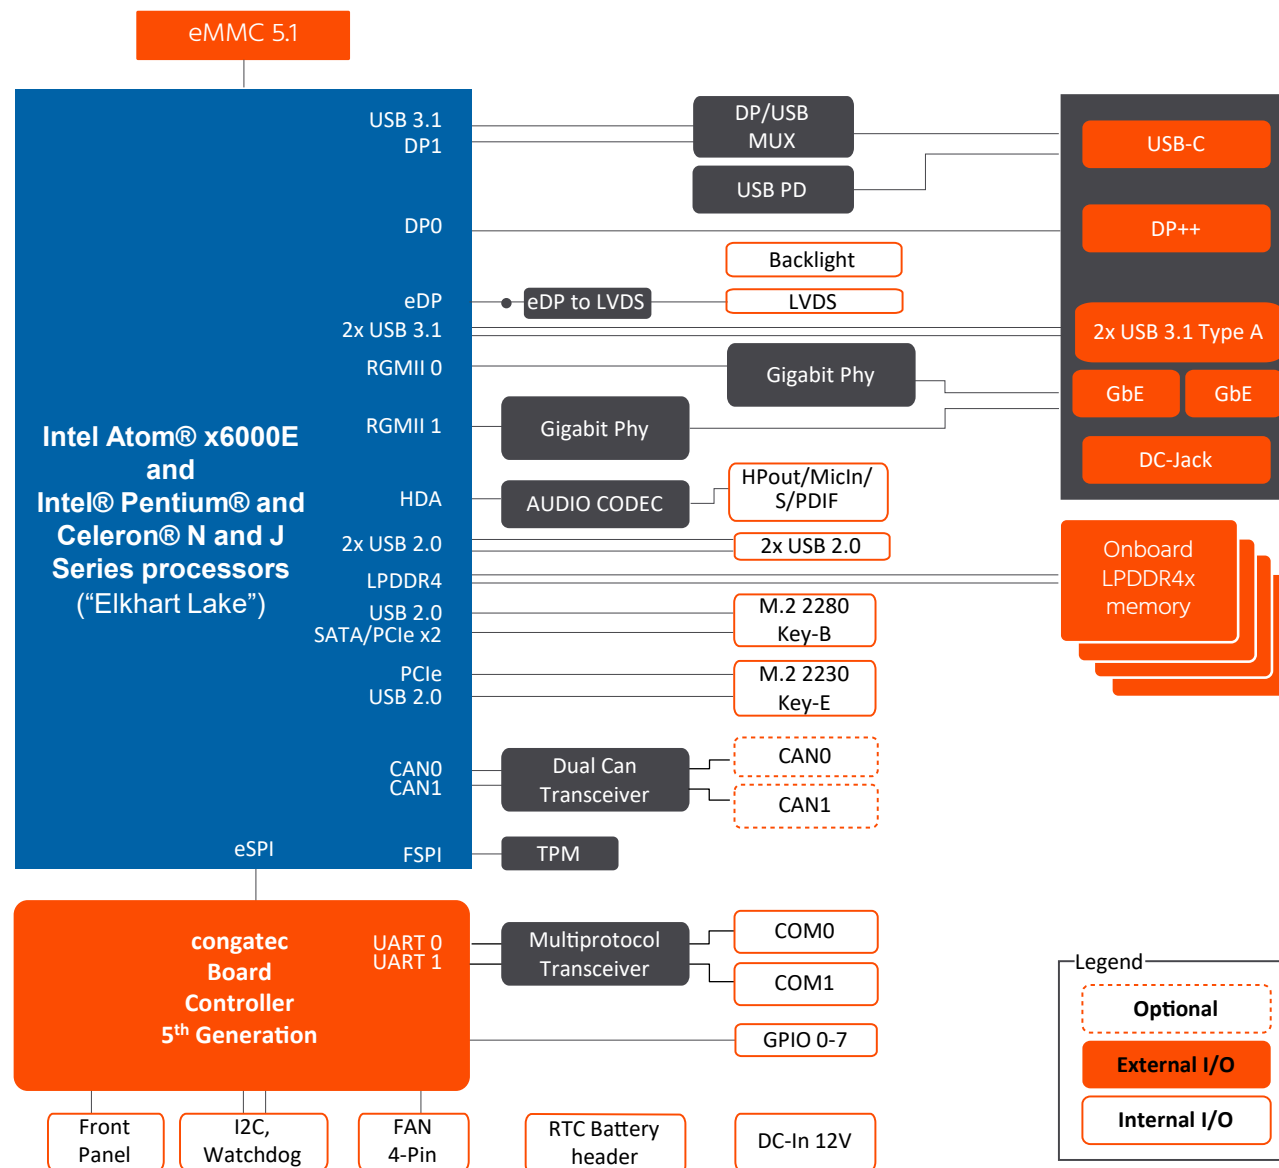 eMMC 5.1
USB 3.1
DP1
DP/USB
MUX
USB-C
USB PD
DP0
DP++
Backlight
eDP
eDP to LVDS
LVDS
2x USB 3.1
2x USB 3.1 Type A
RGMII 0
Gigabit Phy
GbE
GbE
RGMII 1
Gigabit Phy
DC-Jack
Intel Atom® x6000E
and
Intel® Pentium® and
Celeron® N and J
Series processors
(“Elkhart Lake”)
HDA
AUDIO CODEC
HPout/MicIn/
S/PDIF
2x USB 2.0
2x USB 2.0
LPDDR4
Onboard
LPDDR4x
memory
USB 2.0
SATA/PCIe x2
M.2 2280
Key-B
PCIe
USB 2.0
M.2 2230
Key-E
CAN0
CAN1
Dual Can
Transceiver
CAN0
CAN1
eSPI
FSPI
TPM
congatec
Board
Controller
5th Generation
UART 0
UART 1
Multiprotocol
Transceiver
COM0
COM1
GPIO 0-7
Legend
Optional
External I/O
Internal I/O
Front
Panel
I2C,
Watchdog
FAN
4-Pin
RTC Battery
header
DC-In 12V